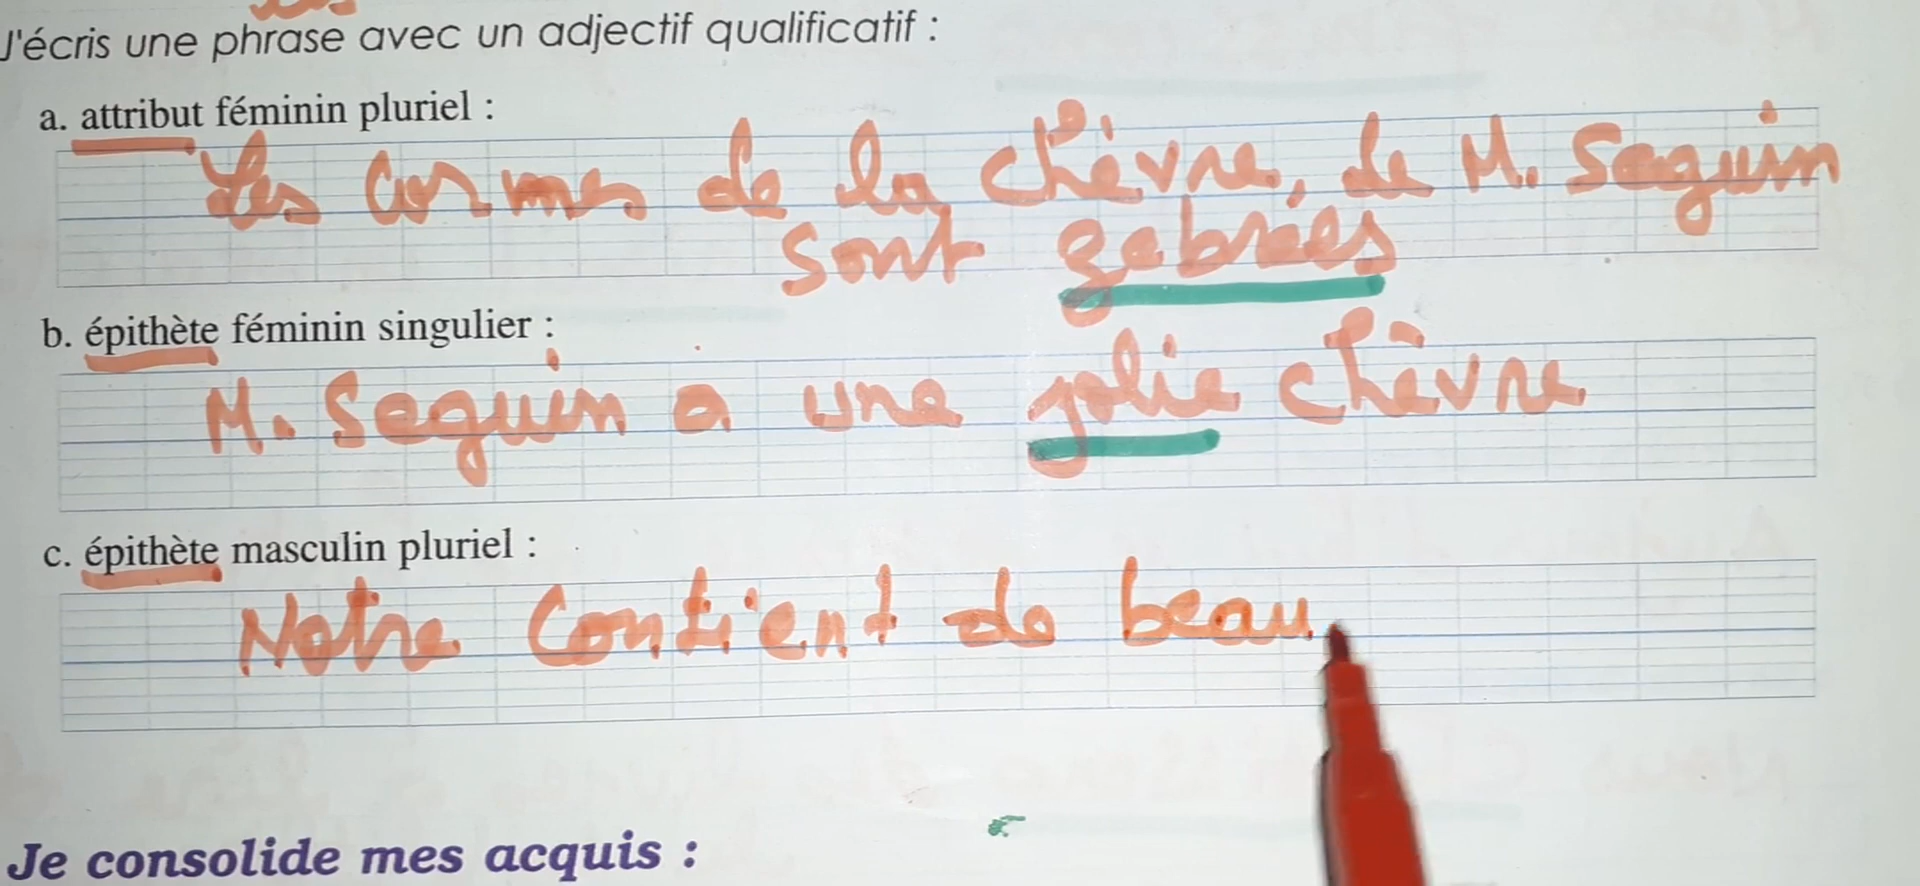 J'écris une phrase avec un adjectif qualificatif :
a. attribut féminin pluriel :
Les cornes de la chèvre, de M. Seguin
sont zebrées
b. épithète féminin singulier :
M. Seguin a une jolie chèvre
c. épithète masculin pluriel :
Notre contient de beau
Je consolide mes acquis :